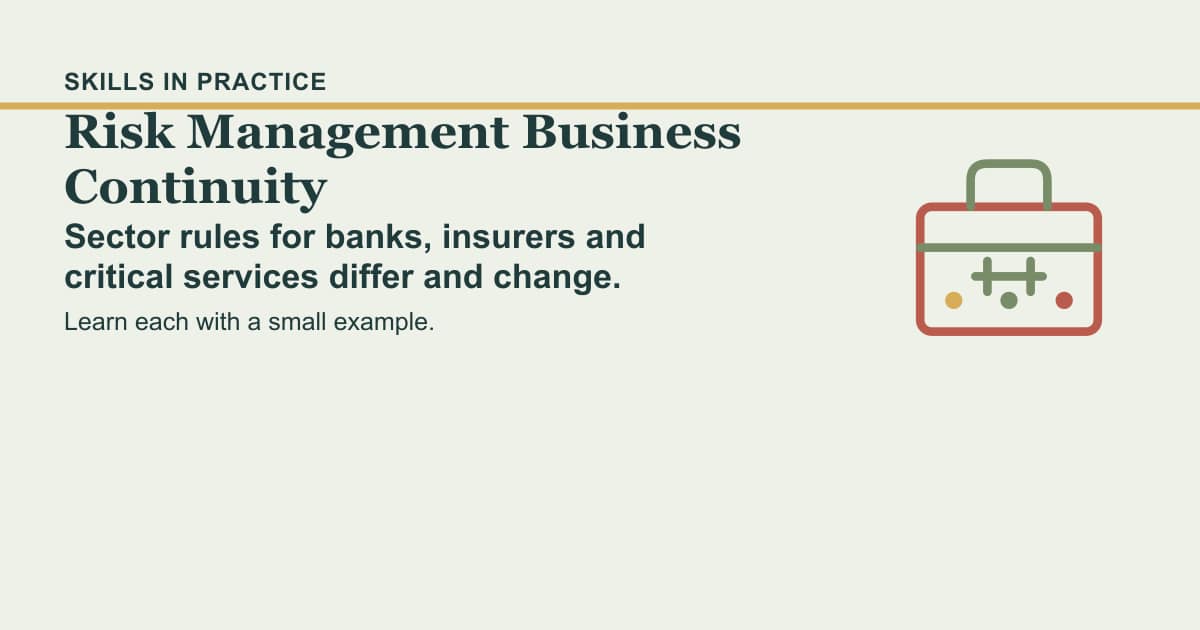 SKILLS IN PRACTICE
Risk Management Business
Continuity
Sector rules for banks, insurers and
critical services differ and change.
Learn each with a small example.